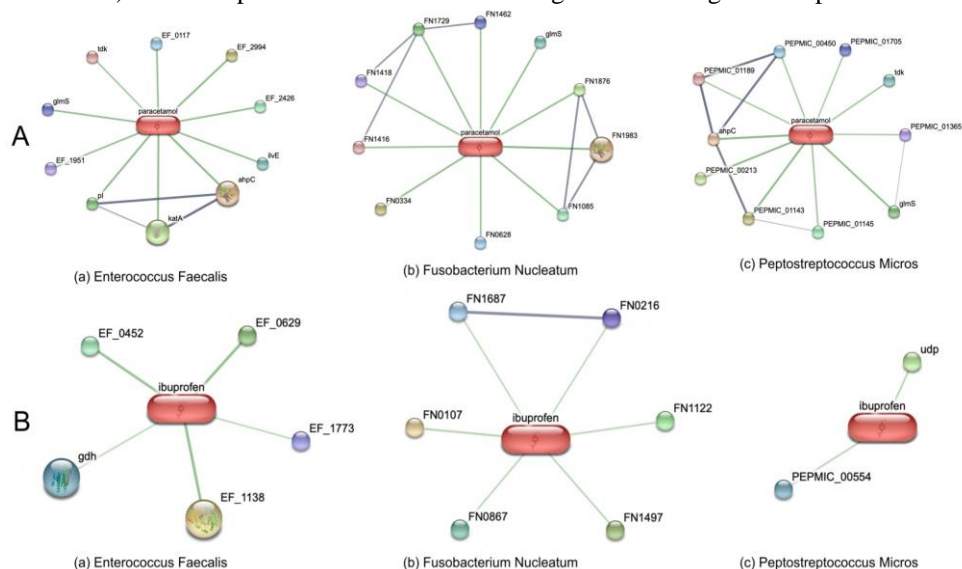 A
EF_0117
tdk
EF_2994
glmS
paracetamol
EF_2426
EF_1951
ilvE
pl
ahpC
katA
(a) Enterococcus Faecalis
FN1729
FN1462
glmS
FN1418
FN1876
paracetamol
FN1416
FN1983
FN0334
FN1085
FN0628
(b) Fusobacterium Nucleatum
PEPMIC_00450
PEPMIC_01705
PEPMIC_01189
tdk
paracetamol
PEPMIC_01365
ahpC
PEPMIC_00213
glmS
PEPMIC_01143
PEPMIC_01145
(c) Peptostreptococcus Micros
B
EF_0452
EF_0629
ibuprofen
EF_1773
gdh
EF_1138
(a) Enterococcus Faecalis
FN1687
FN0216
ibuprofen
FN0107
FN1122
FN0867
FN1497
(b) Fusobacterium Nucleatum
udp
ibuprofen
PEPMIC_00554
(c) Peptostreptococcus Micros